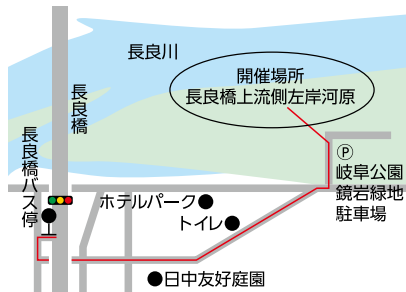 長良川
開催場所
長良橋上流側左岸河原
長良橋
長良橋バス停
Ⓟ
岐阜公園
鏡岩緑地
駐車場
ホテルパーク●
トイレ●
●日中友好庭園